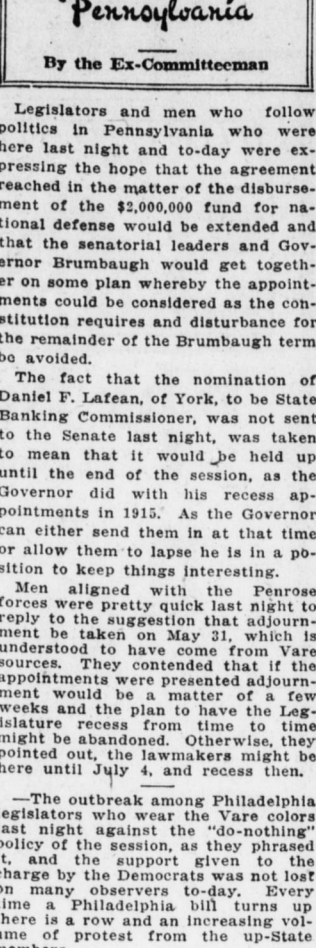 Pennsylvania
By the Ex-Committeeman
Legislators and men who follow
politics in Pennsylvania who were
here last night and to-day were ex-
pressing the hope that the agreement
reached in the matter of the disburse-
ment of the $2,000,000 fund for na-
tional defense would be extended and
that the senatorial leaders and Gov-
ernor Brumbaugh would get togeth-
er on some plan whereby the appoint-
ments could be considered as the con-
stitution requires and disturbance for
the remainder of the Brumbaugh term
be avoided.
The fact that the nomination of
Daniel F. Lafean, of York, to be State
Banking Commissioner, was not sent
to the Senate last night, was taken
to mean that it would be held up
until the end of the session, as the
Governor did with his recess ap-
pointments in 1915. As the Governor
can either send them in at that time
or allow them to lapse he is in a po-
sition to keep things interesting.
Men aligned with the Penrose
forces were pretty quick last night to
reply to the suggestion that adjourn-
ment be taken on May 31, which is
understood to have come from Vare
sources. They contended that if the
appointments were presented adjourn-
ment would be a matter of a few
weeks and the plan to have the Leg-
islature recess from time to time
might be abandoned. Otherwise, they
pointed out, the lawmakers might be
here until July 4, and recess then.
—The outbreak among Philadelphia
legislators who wear the Vare colors
last night against the "do-nothing"
policy of the session, as they phrased
it, and the support given to the
charge by the Democrats was not lost
on many observers to-day. Every
time a Philadelphia bill turns up
there is a row and an increasing vol-
ume of protest from the up-State